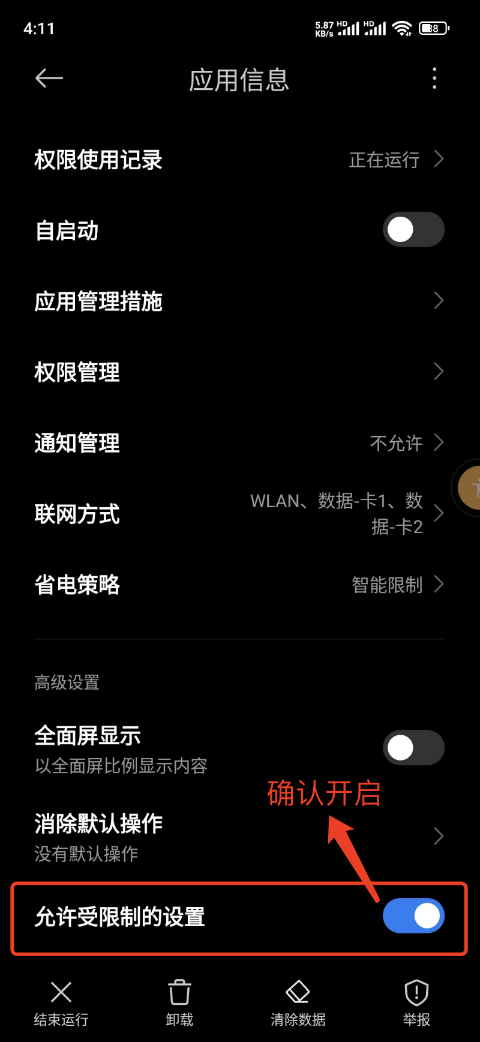 4:11
5.87 KB/s HD HD 88
应用信息
权限使用记录 正在运行
自启动
应用管理措施
权限管理
通知管理 不允许
联网方式 WLAN、数据-卡1、数
据-卡2
省电策略 智能限制
高级设置
全面屏显示
以全面屏比例显示内容
确认开启
消除默认操作
没有默认操作
允许受限制的设置
结束运行 卸载 清除数据 举报